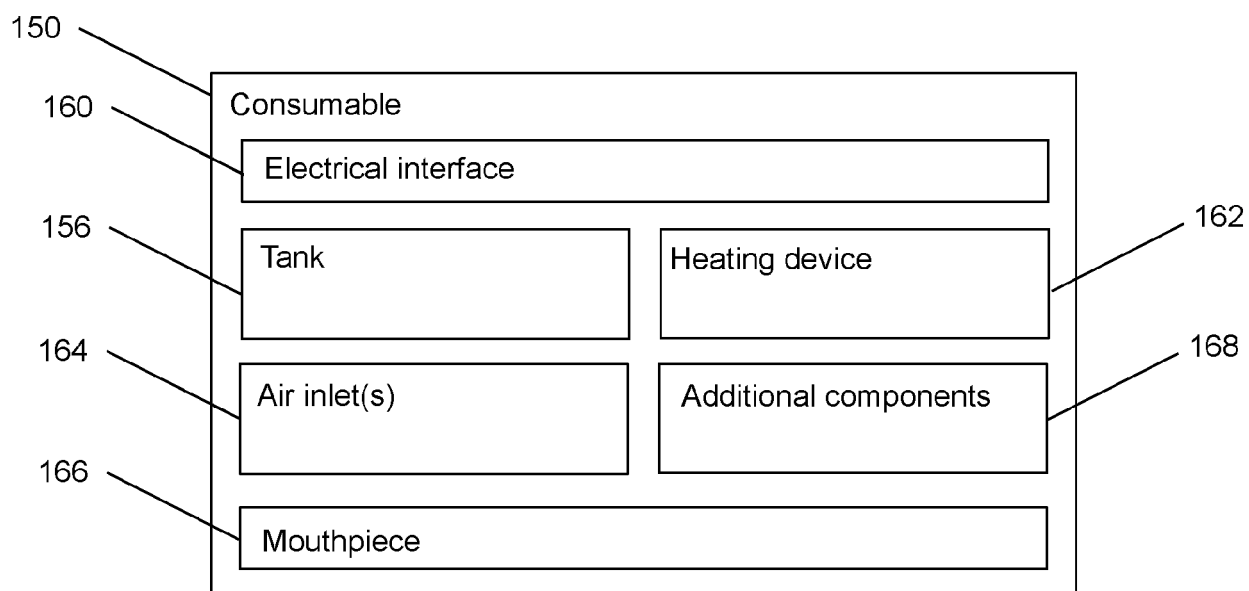 150
Consumable
160
Electrical interface
156
Tank
Heating device
162
164
Air inlet(s)
Additional components
168
166
Mouthpiece